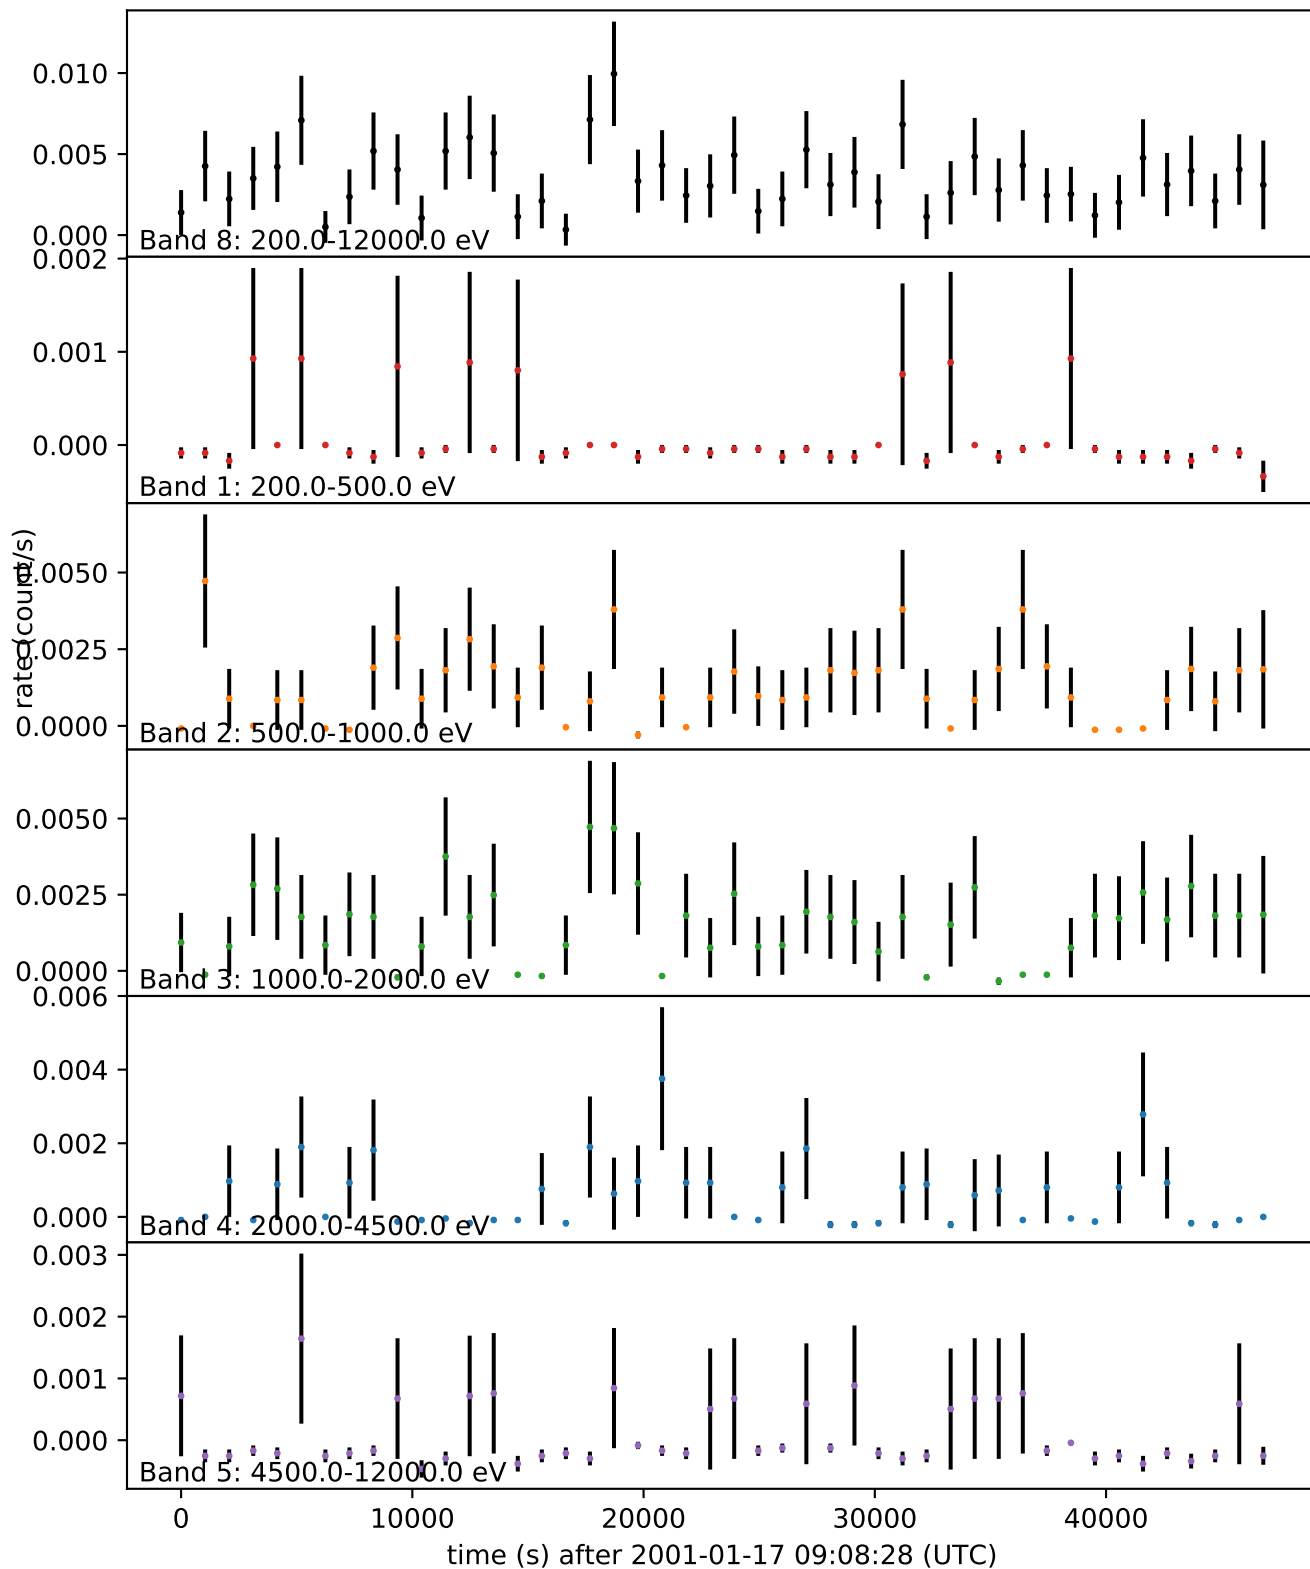 0.010
0.005
0.000
Band 8: 200.0-12000.0 eV
0.002
0.001
0.000
Band 1: 200.0-500.0 eV
rate (count/s)
0.0050
0.0025
0.0000
Band 2: 500.0-1000.0 eV
0.0050
0.0025
0.0000
Band 3: 1000.0-2000.0 eV
0.006
0.004
0.002
0.000
Band 4: 2000.0-4500.0 eV
0.003
0.002
0.001
0.000
Band 5: 4500.0-12000.0 eV
0 10000 20000 30000 40000
time (s) after 2001-01-17 09:08:28 (UTC)